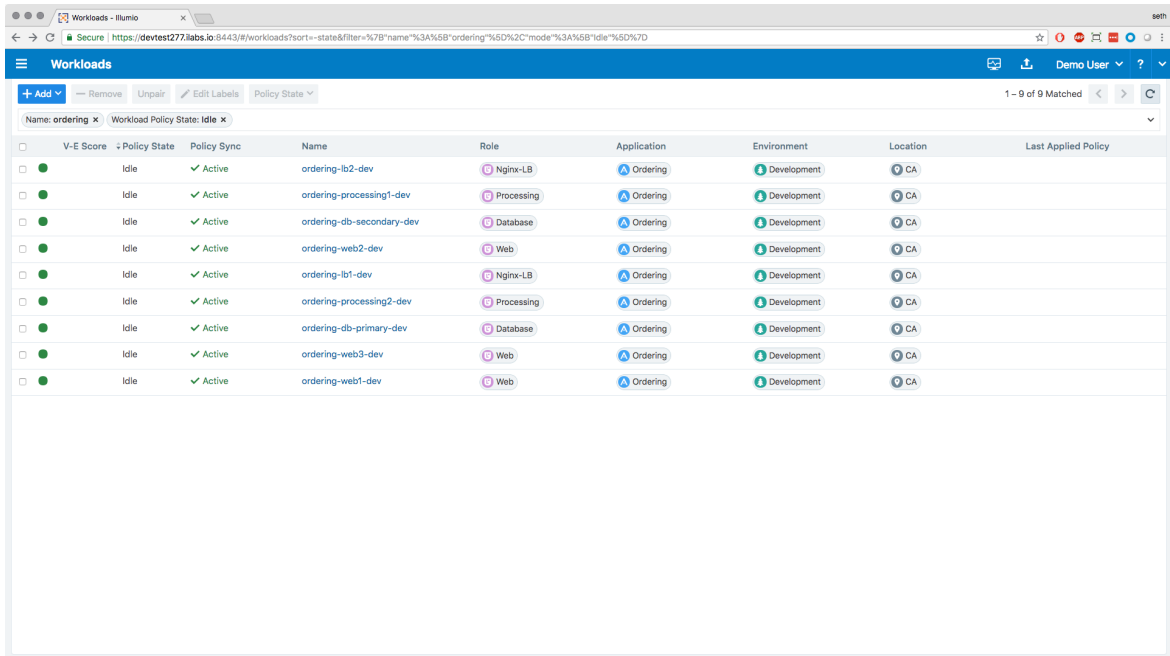 Workloads - Illumio
seth
Secure | https://devtest277.ilabs.io:8443/#/workloads?sort=-state&filter=%7B"name"%3A%5B"ordering"%5D%2C"mode"%3A%5B"Idle"%5D%7D
Workloads Demo User ?
+ Add Remove Unpair Edit Labels Policy State 1 – 9 of 9 Matched
Name: ordering × Workload Policy State: Idle ×
V-E Score Policy State Policy Sync Name Role Application Environment Location Last Applied Policy
Idle Active ordering-lb2-dev Nginx-LB Ordering Development CA
Idle Active ordering-processing1-dev Processing Ordering Development CA
Idle Active ordering-db-secondary-dev Database Ordering Development CA
Idle Active ordering-web2-dev Web Ordering Development CA
Idle Active ordering-lb1-dev Nginx-LB Ordering Development CA
Idle Active ordering-processing2-dev Processing Ordering Development CA
Idle Active ordering-db-primary-dev Database Ordering Development CA
Idle Active ordering-web3-dev Web Ordering Development CA
Idle Active ordering-web1-dev Web Ordering Development CA